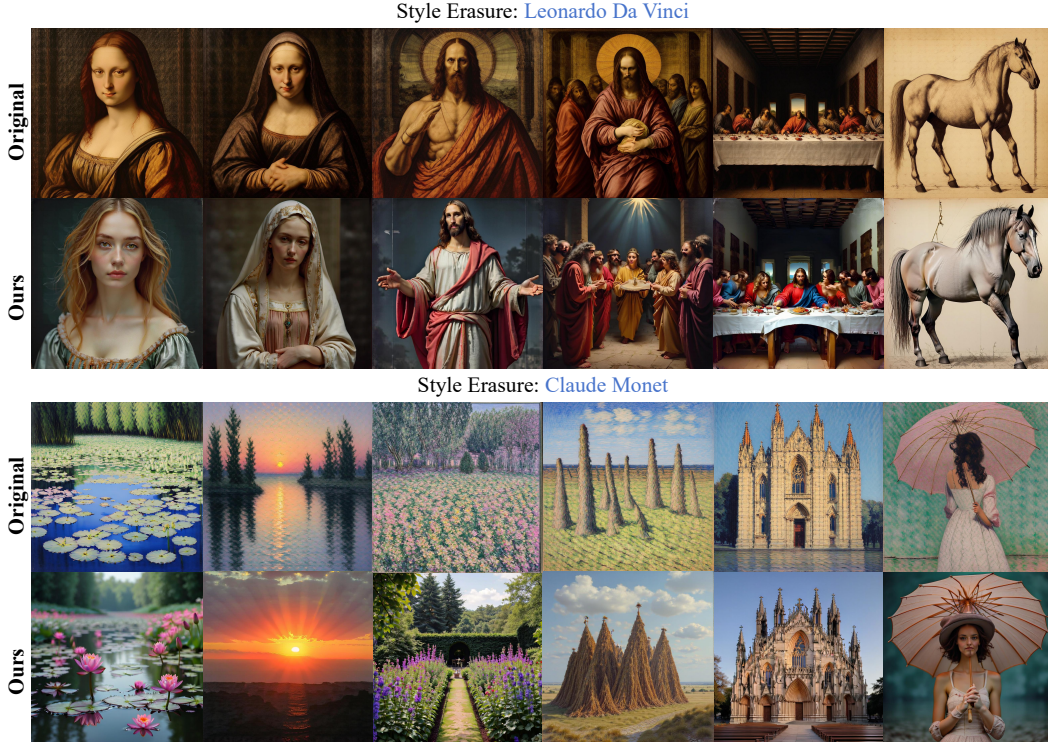 Style Erasure: Leonardo Da Vinci
Original
Ours
Style Erasure: Claude Monet
Original
Ours